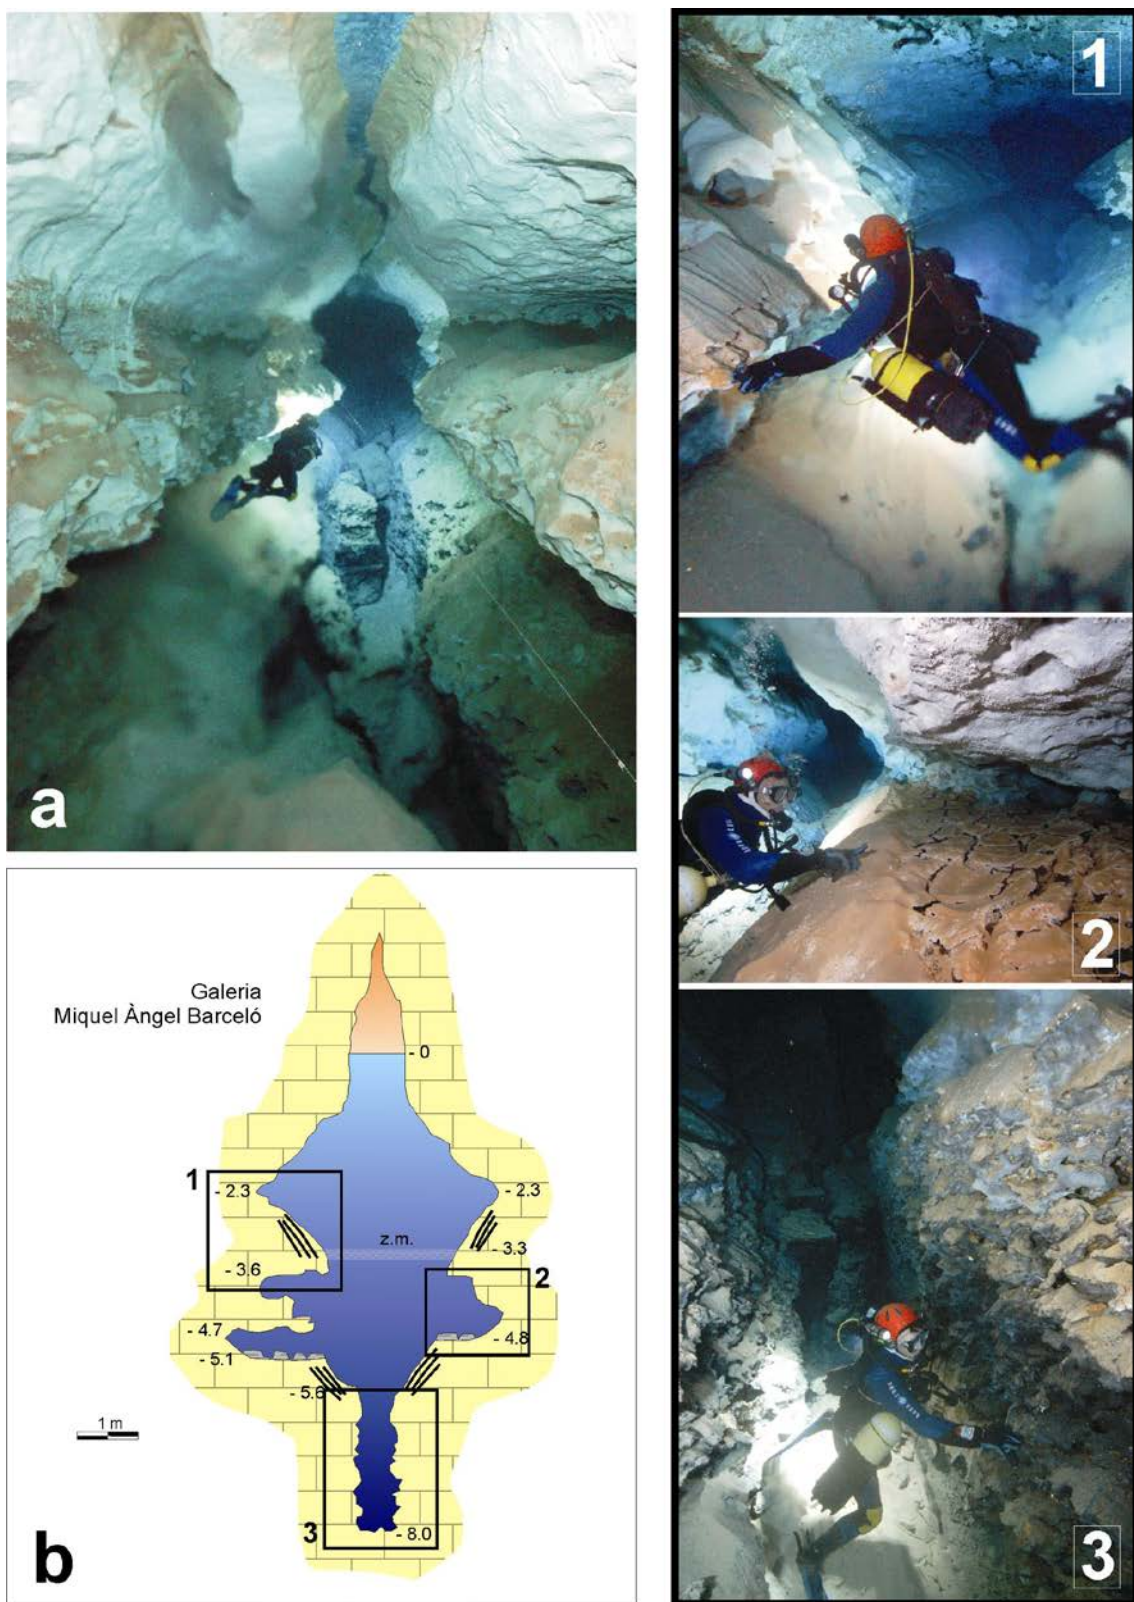 a
1
2
3
Galeria
Miquel Àngel Barceló
- 0
1
- 2.3
- 2.3
z.m.
- 3.3
- 3.6
2
- 4.7
- 4.8
- 5.1
- 5.6
1 m
3
- 8.0
b